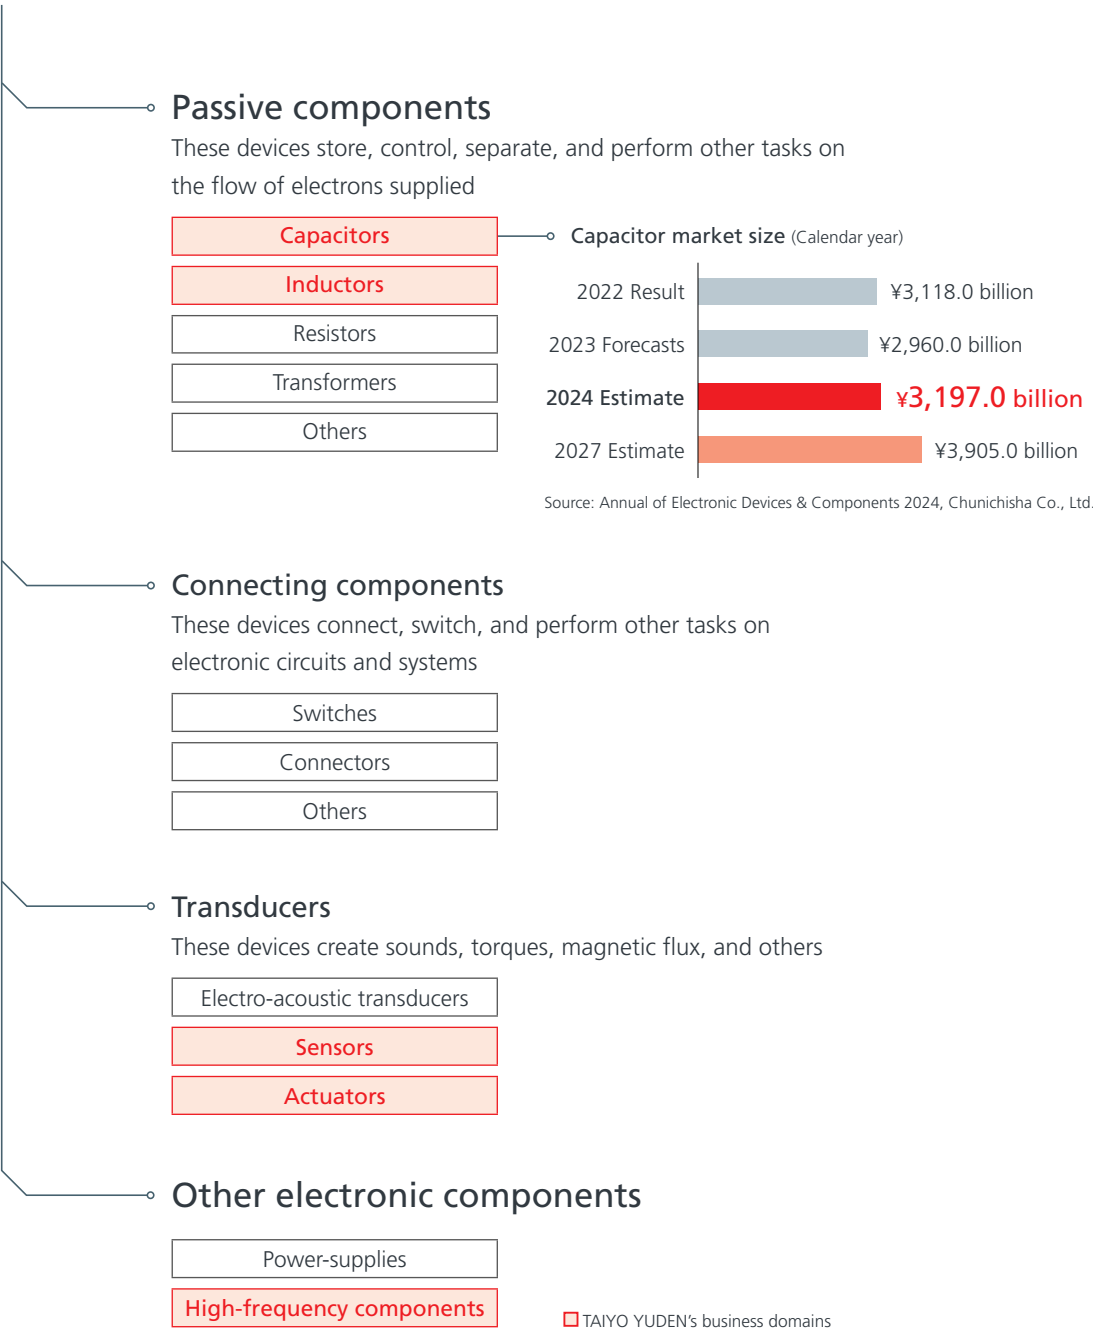 Passive components
These devices store, control, separate, and perform other tasks on
the flow of electrons supplied
Capacitors
Inductors
Resistors
Transformers
Others
Capacitor market size (Calendar year)
2022 Result ¥3,118.0 billion
2023 Forecasts ¥2,960.0 billion
2024 Estimate ¥3,197.0 billion
2027 Estimate ¥3,905.0 billion
Source: Annual of Electronic Devices & Components 2024, Chunichisha Co., Ltd.
Connecting components
These devices connect, switch, and perform other tasks on
electronic circuits and systems
Switches
Connectors
Others
Transducers
These devices create sounds, torques, magnetic flux, and others
Electro-acoustic transducers
Sensors
Actuators
Other electronic components
Power-supplies
High-frequency components
TAIYO YUDEN’s business domains